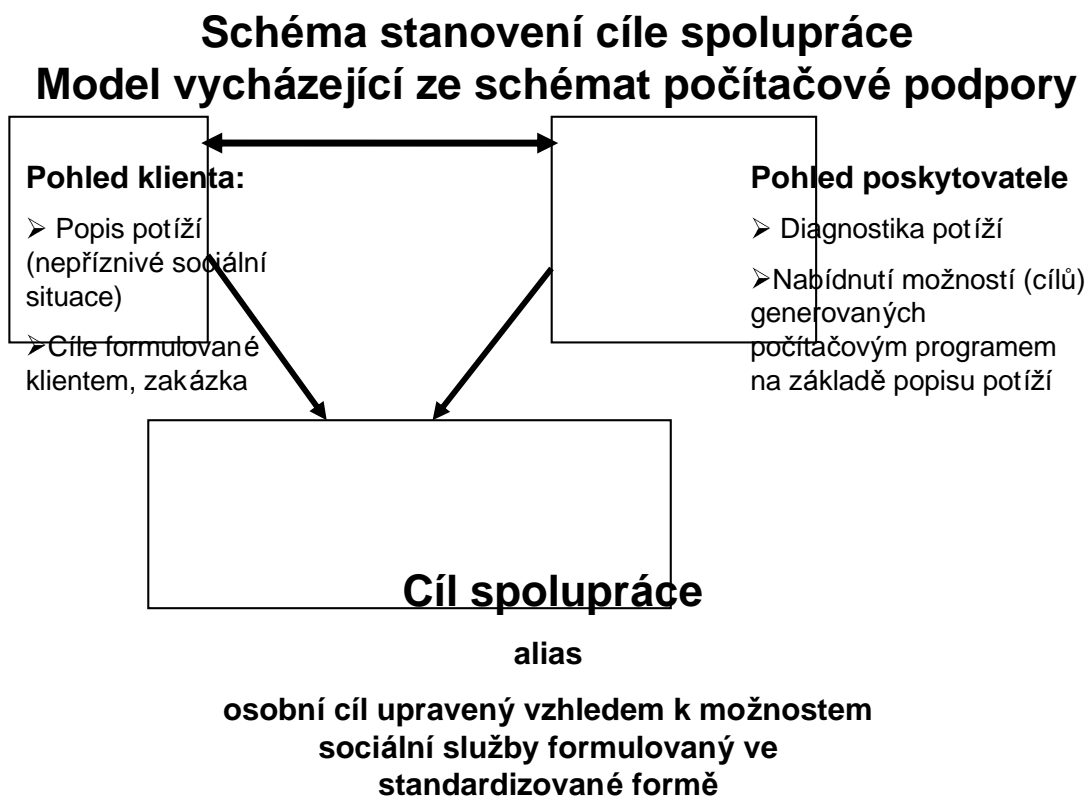 Schéma stanovení cíle spolupráce
Model vycházející ze schémat počítačové podpory
Pohled klienta:
➢ Popis potíží
(nepříznivé sociální
situace)
➢Cíle formulované
klientem, zakázka
Pohled poskytovatele
➢ Diagnostika potíží
➢Nabídnutí možností (cílů)
generovaných
počítačovým programem
na základě popisu potíží
Cíl spolupráce
alias
osobní cíl upravený vzhledem k možnostem
sociální služby formulovaný ve
standardizované formě